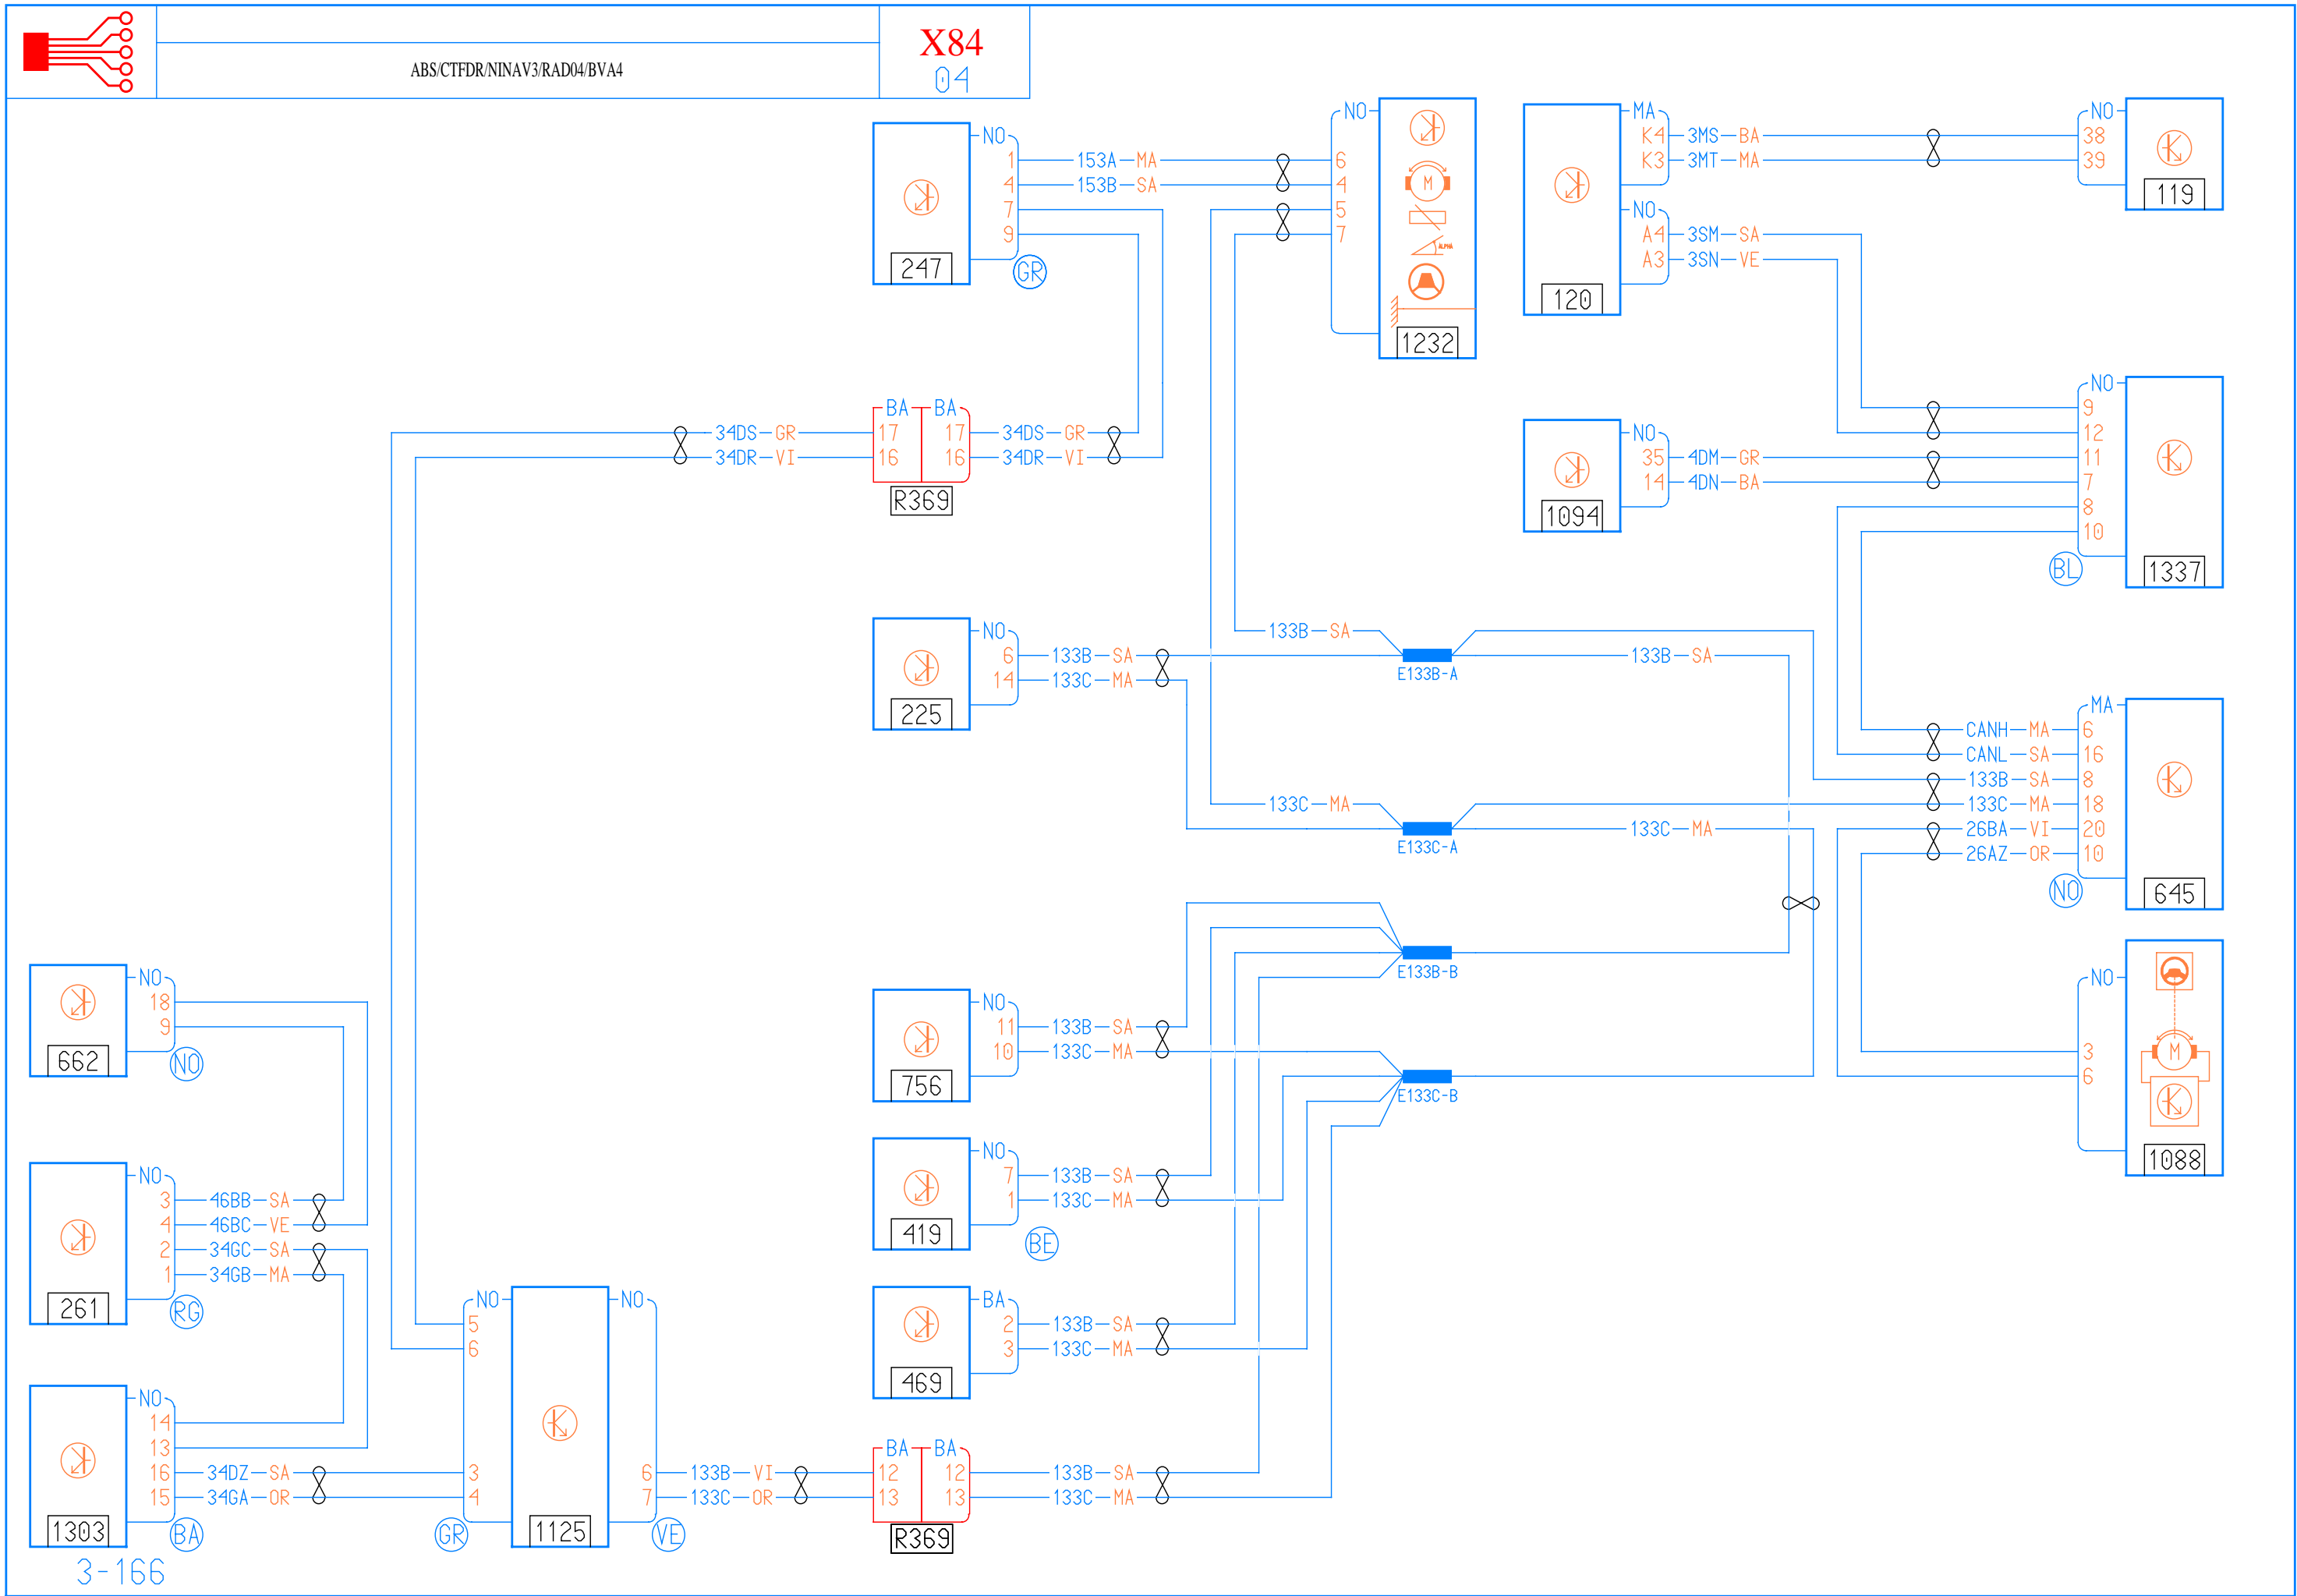 ABS/CTFDR/NINAV3/RAD04/BVA4
X84
04
247
NO
1 153A MA
4 153B SA
7
9
GR
NO
6
4
5
7
ALPHA
M
1232
120
MA
K4 3MS BA
K3 3MT MA
NO
A4 3SM SA
A3 3SN VE
NO
38
39
119
34DS GR
34DR VI
BA BA
17 17
16 16
34DS GR
34DR VI
R369
1094
NO
35 4DM GR
14 4DN BA
NO
9
12
11
7
8
10
BL
1337
225
NO
6 133B SA
14 133C MA
133B SA
E133B-A
133B SA
133C MA
E133C-A
133C MA
MA
CANH MA 6
CANL SA 16
133B SA 8
133C MA 18
26BA VI 20
26AZ OR 10
NO
645
E133B-B
E133C-B
NO
3
6
M
1088
662
NO
18
9
NO
756
NO
11 133B SA
10 133C MA
419
NO
7 133B SA
1 133C MA
BE
261
NO
3 46BB SA
4 46BC VE
2 34GC SA
1 34GB MA
RG
469
BA
2 133B SA
3 133C MA
1303
NO
14
13
16 34DZ SA
15 34GA OR
BA
NO
5
6
3
4
GR
1125
NO
6 133B VI
7 133C OR
VE
BA BA
12 12
13 13
133B SA
133C MA
R369
3-166